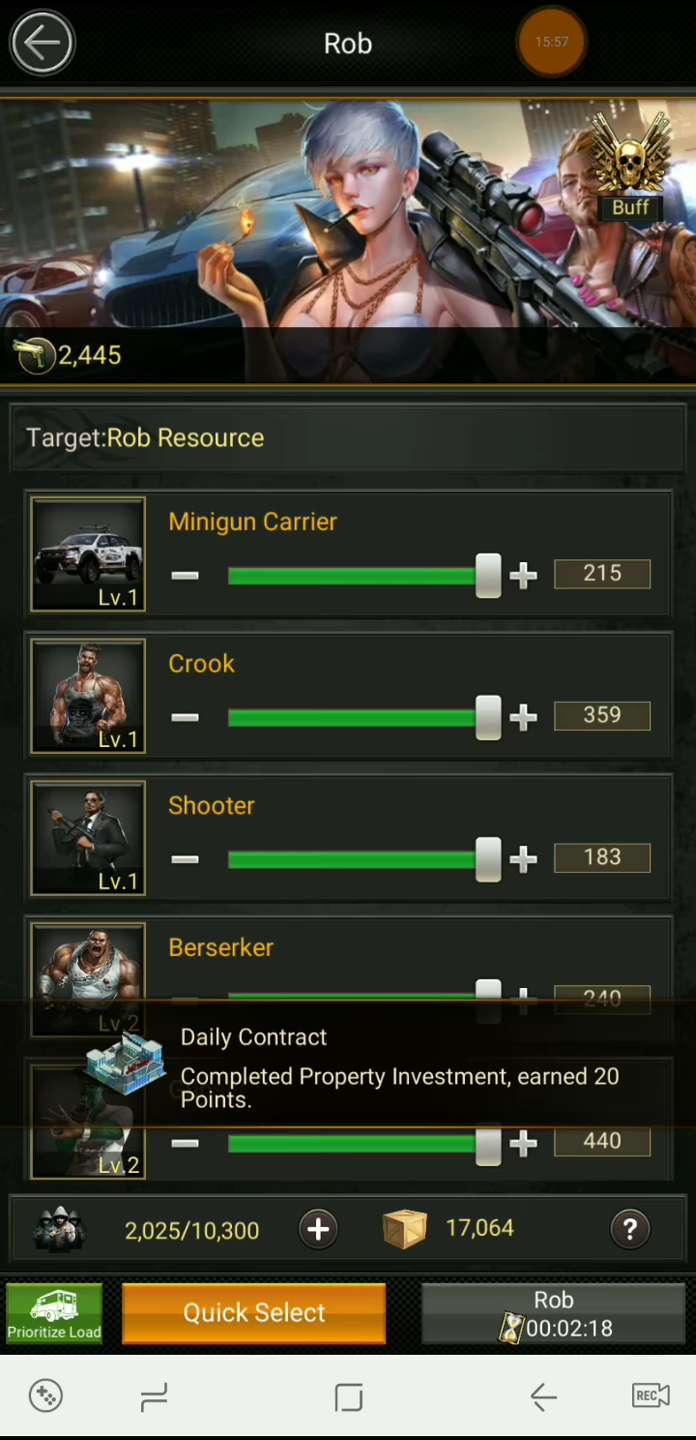 Rob
15:57
Buff
2,445
Target:Rob Resource
Minigun Carrier
215
Lv.1
Crook
359
Lv.1
Shooter
183
Lv.1
Berserker
240
Lv.2
Daily Contract
Completed Property Investment, earned 20
Points.
440
Lv.2
2,025/10,300
17,064
?
Prioritize Load
Quick Select
Rob
00:02:18
REC